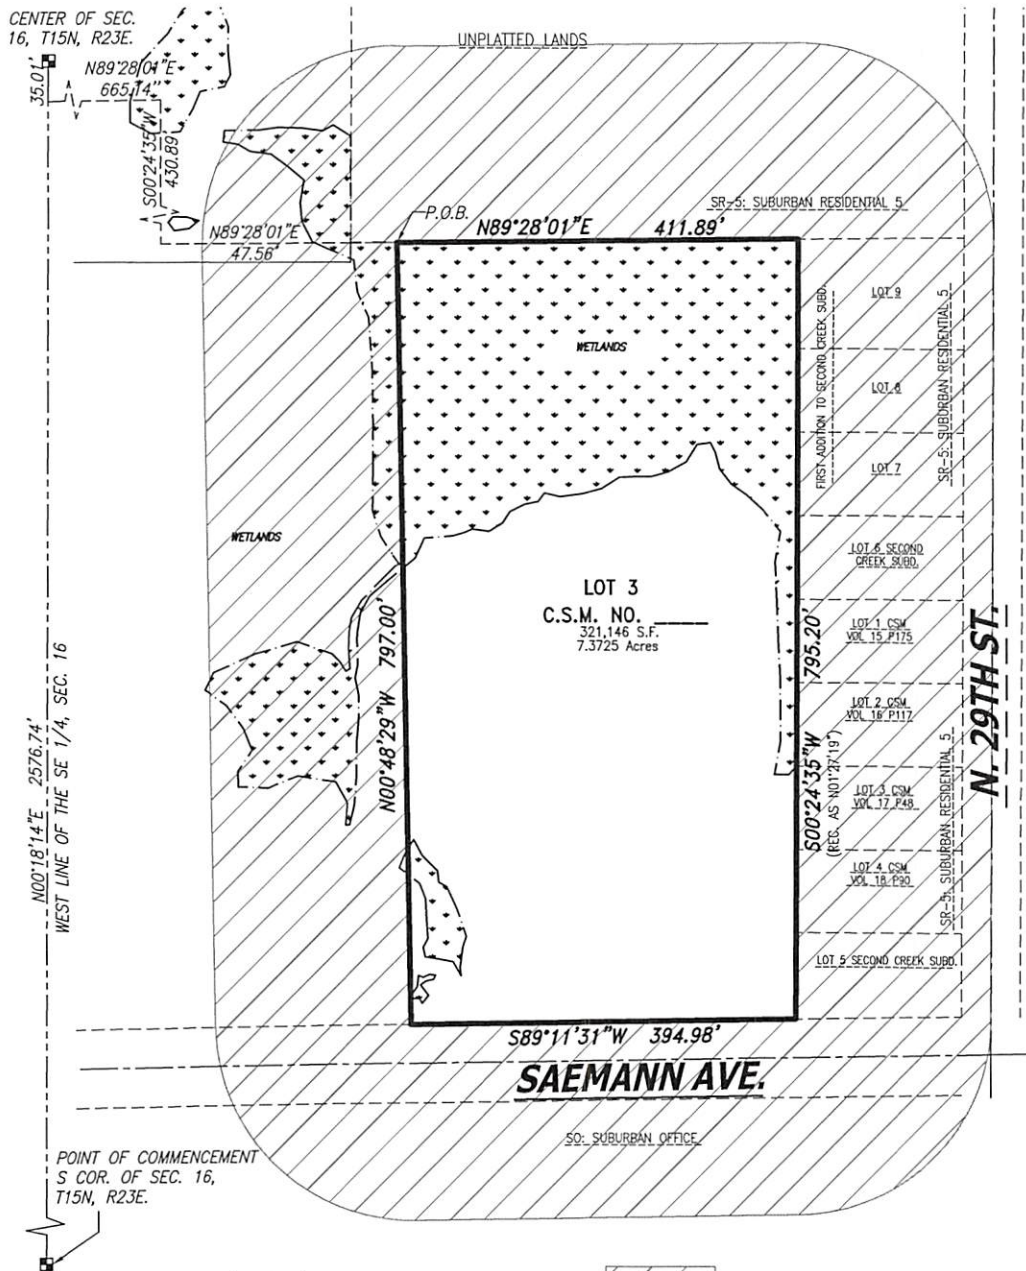 CENTER OF SEC.
16, T15N, R23E.
UNPLATTED LANDS
35.01'
N89°28'01"E
665.14'
S00°24'35"W
430.89'
P.O.B.
SR-5: SUBURBAN RESIDENTIAL 5
N89°28'01"E 411.89'
N89°28'01"E
47.56'
WETLANDS
FIRST ADDITION TO SECOND CREEK SUBD.
LOT 9
LOT 8
LOT 7
SR-5: SUBORBAN RESIDENTIAL 5
WETLANDS
LOT 6 SECOND
CREEK SUBD.
LOT 3
C.S.M. NO. _____
321,146 S.F.
7.3725 Acres
N00°48'29"W 797.00'
S00°24'35"W 795.20'
(REC. AS N01°27'19")
LOT 1 CSM
VOL 15 P175
LOT 2 CSM
VOL 16 P117
LOT 3 CSM
VOL 17 P48
LOT 4 CSM
VOL 18 P90
SR-5: SUBURBAN RESIDENTIAL 5
LOT 5 SECOND CREEK SUBD.
N. 29TH ST.
N00°18'14"E 2576.74'
WEST LINE OF THE SE 1/4, SEC. 16
S89°11'31"W 394.98'
SAEMANN AVE.
SO: SUBURBAN OFFICE
POINT OF COMMENCEMENT
S COR. OF SEC. 16,
T15N, R23E.